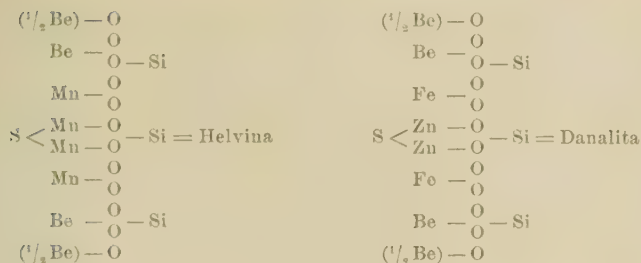 (¹/₂ Be) — O
O
Be —
O — Si
O
Mn —
O
Mn — O
S < — Si = Helvina
Mn — O
O
Mn —
O
O
Be — — Si
O
(¹/₂ Be) — O
(¹/₂ Be) — O
O
Be —
O — Si
O
Fe —
O
Zn — O
S < — Si = Danalita
Zn — O
O
Fe —
O
O
Be — — Si
O
(¹/₂ Be) — O